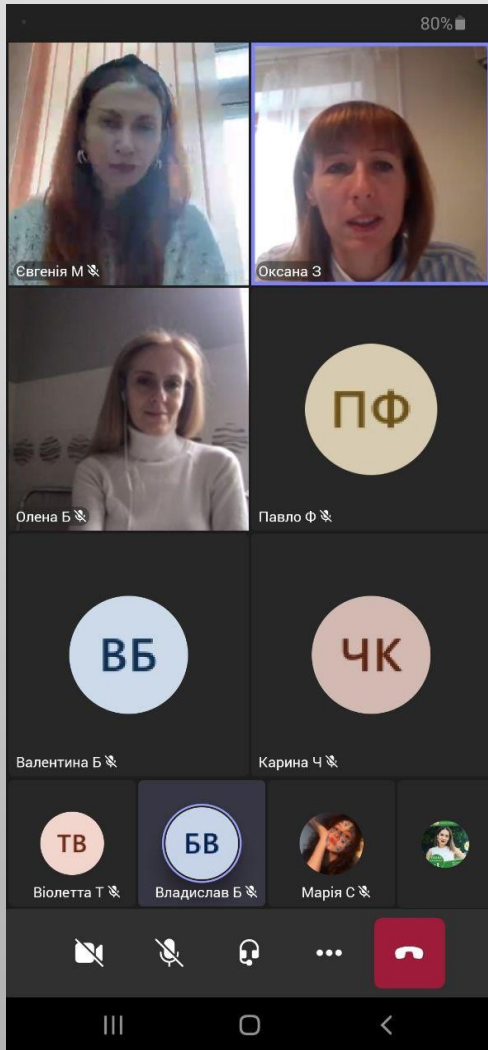 80%
Євгенія М
Оксана З
Олена Б
ПФ
Павло Ф
ВБ
Валентина Б
ЧК
Карина Ч
ТВ
Віолетта Т
БВ
Владислав Б
Марія С